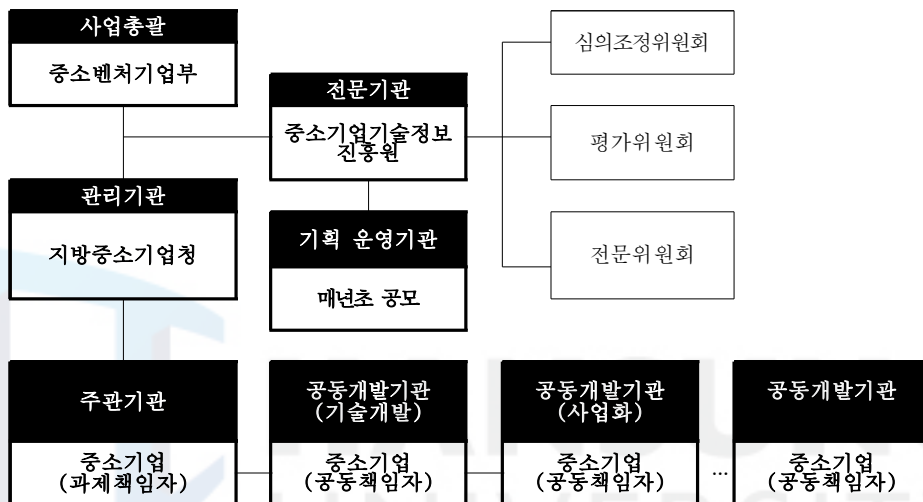 사업총괄
중소벤처기업부
전문기관
중소기업기술정보
진흥원
심의조정위원회
평가위원회
전문위원회
관리기관
지방중소기업청
기획 운영기관
매년초 공모
주관기관
중소기업
(과제책임자)
공동개발기관
(기술개발)
중소기업
(공동책임자)
공동개발기관
(사업화)
중소기업
(공동책임자)
...
공동개발기관
중소기업
(공동책임자)